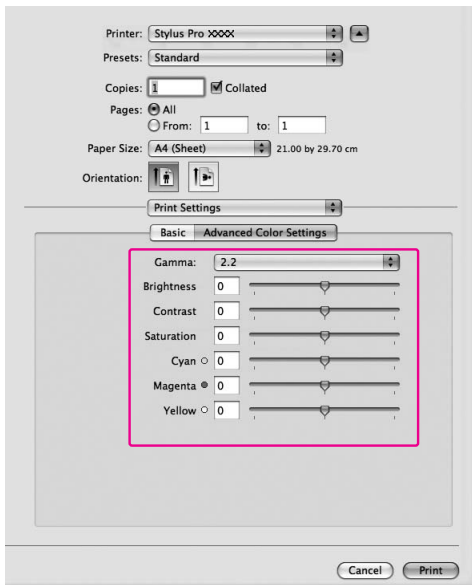 Printer: Stylus Pro XXXX
Presets: Standard
Copies: 1 Collated
Pages: All
From: 1 to: 1
Paper Size: A4 (Sheet) 21.00 by 29.70 cm
Orientation:
Print Settings
Basic Advanced Color Settings
Gamma: 2.2
Brightness 0
Contrast 0
Saturation 0
Cyan 0
Magenta 0
Yellow 0
Cancel Print